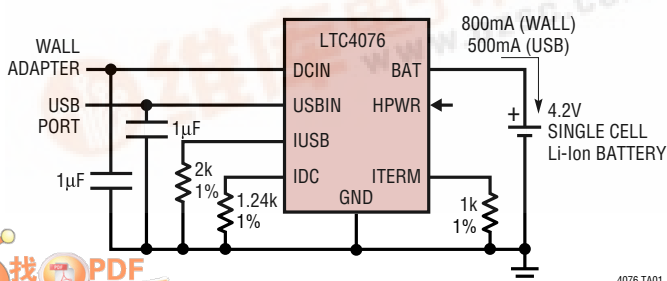 800mA (WALL)
500mA (USB)
WALL
ADAPTER
USB
PORT
LTC4076
DCIN
BAT
USBIN
HPWR
IUSB
IDC
ITERM
GND
1µF
1µF
2k
1%
1.24k
1%
1k
1%
+
4.2V
SINGLE CELL
Li-Ion BATTERY
找
PDF
4076 TA01